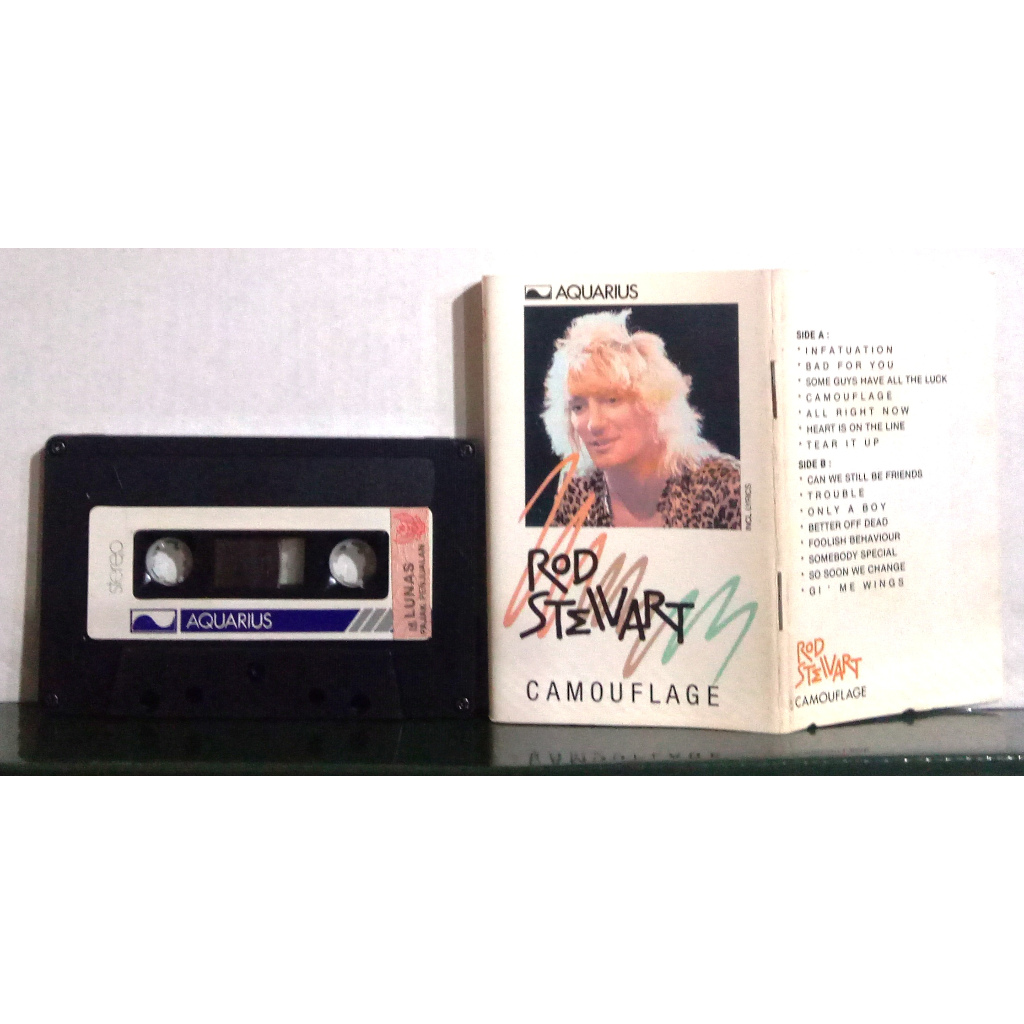 stereo
AQUARIUS
LUNAS
PAJAK PENJUALAN
AQUARIUS
INCL. LYRICS
ROD
STEWART
CAMOUFLAGE
SIDE A :
* INFATUATION
* BAD FOR YOU
* SOME GUYS HAVE ALL THE LUCK
* CAMOUFLAGE
* ALL RIGHT NOW
* HEART IS ON THE LINE
* TEAR IT UP
SIDE B :
* CAN WE STILL BE FRIENDS
* TROUBLE
* ONLY A BOY
* BETTER OFF DEAD
* FOOLISH BEHAVIOUR
* SOMEBODY SPECIAL
* SO SOON WE CHANGE
* GI ' ME WINGS
ROD
STEWART
CAMOUFLAGE